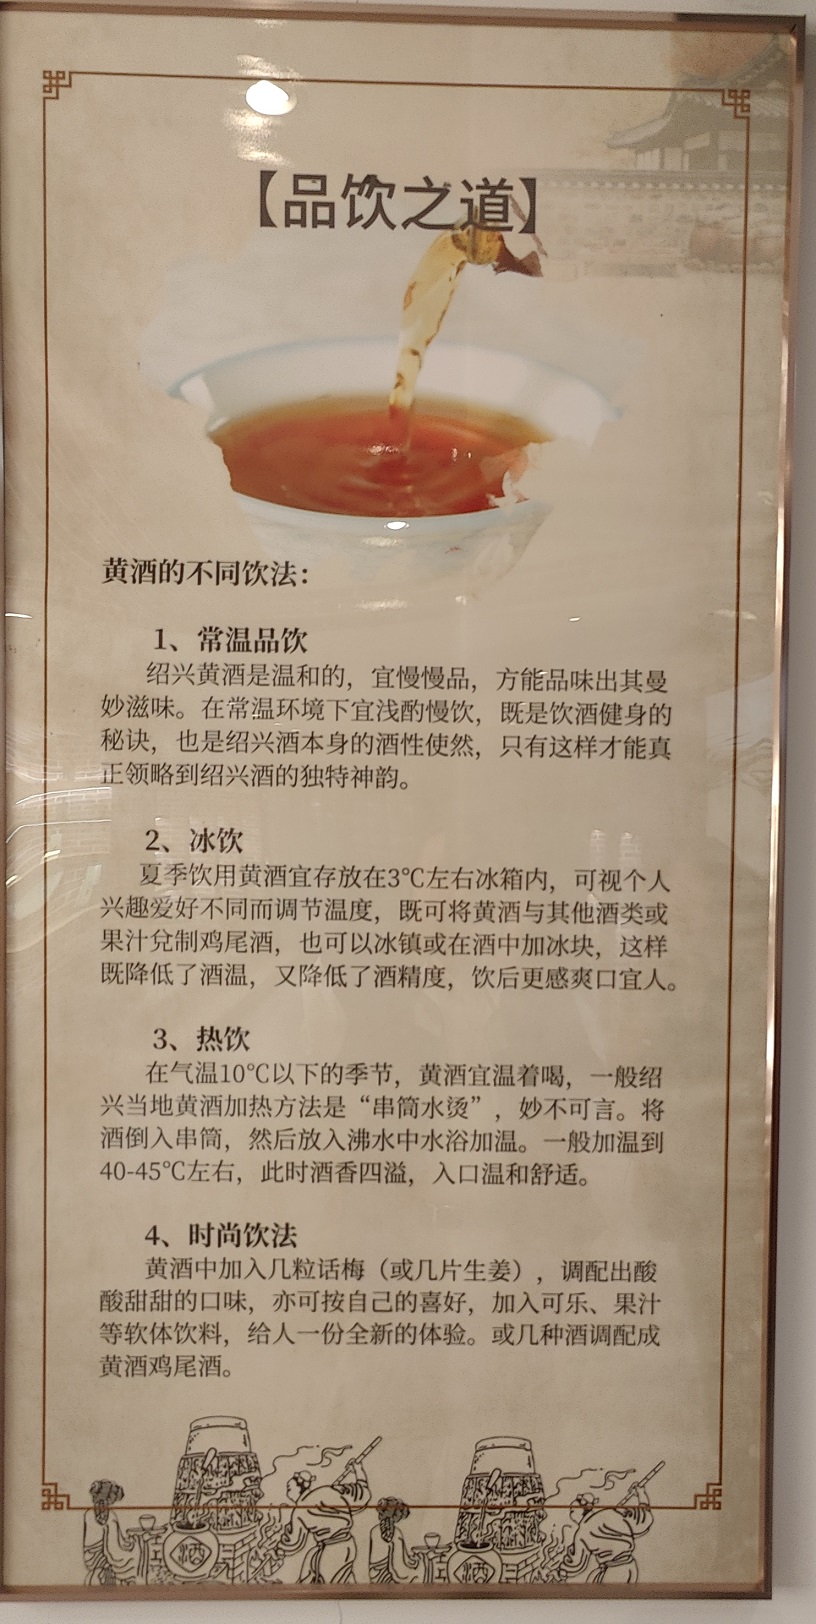 【品饮之道】
黄酒的不同饮法：
1、常温品饮
绍兴黄酒是温和的，宜慢慢品，方能品味出其曼
妙滋味。在常温环境下宜浅酌慢饮，既是饮酒健身的
秘诀，也是绍兴酒本身的酒性使然，只有这样才能真
正领略到绍兴酒的独特神韵。
2、冰饮
夏季饮用黄酒宜存放在3℃左右冰箱内，可视个人
兴趣爱好不同而调节温度，既可将黄酒与其他酒类或
果汁兑制鸡尾酒，也可以冰镇或在酒中加冰块，这样
既降低了酒温，又降低了酒精度，饮后更感爽口宜人。
3、热饮
在气温10℃以下的季节，黄酒宜温着喝，一般绍
兴当地黄酒加热方法是“串筒水烫”，妙不可言。将
酒倒入串筒，然后放入沸水中水浴加温。一般加温到
40-45℃左右，此时酒香四溢，入口温和舒适。
4、时尚饮法
黄酒中加入几粒话梅（或几片生姜），调配出酸
酸甜甜的口味，亦可按自己的喜好，加入可乐、果汁
等软体饮料，给人一份全新的体验。或几种酒调配成
黄酒鸡尾酒。
酒
酒